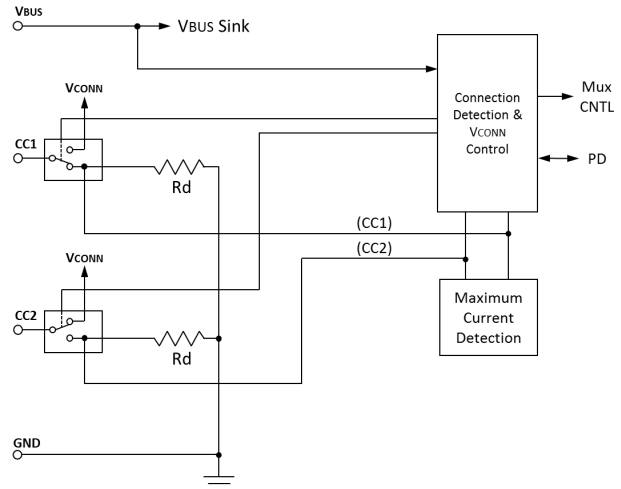 VBUS
VBUS Sink
VCONN
CC1
Rd
(CC1)
(CC2)
VCONN
CC2
Rd
GND
Connection
Detection &
VCONN
Control
Mux
CNTL
PD
Maximum
Current
Detection